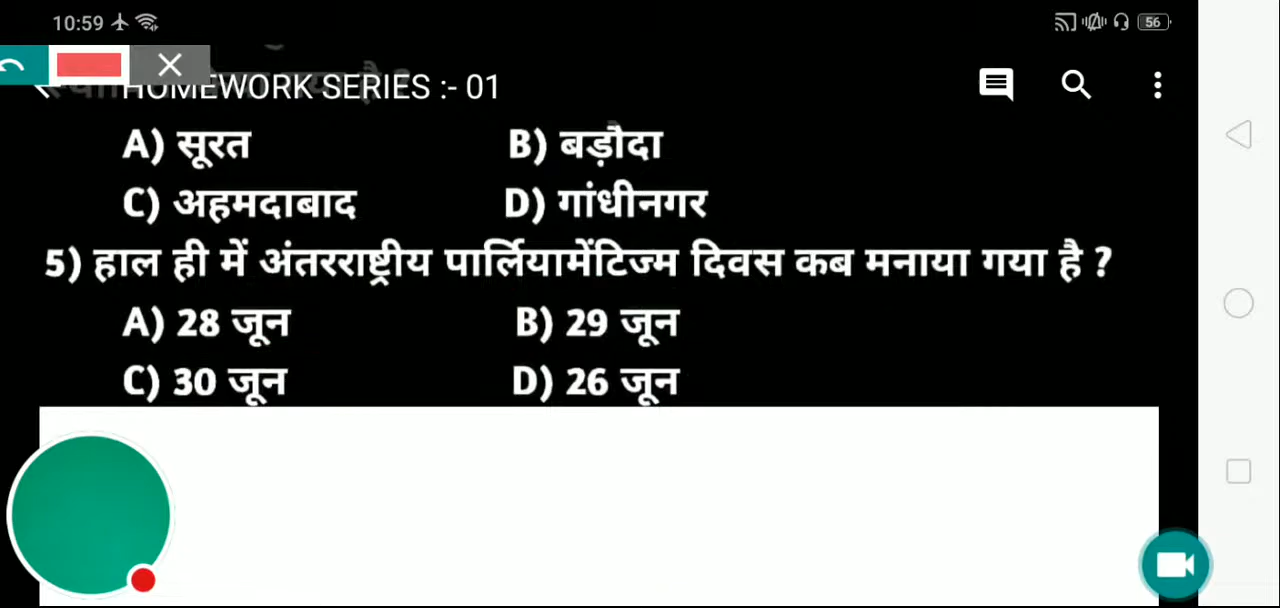 10:59
56
HOMEWORK SERIES :- 01
A) सूरत B) बड़ौदा
C) अहमदाबाद D) गांधीनगर
5) हाल ही में अंतरराष्ट्रीय पार्लियामेंटिज्म दिवस कब मनाया गया है ?
A) 28 जून B) 29 जून
C) 30 जून D) 26 जून